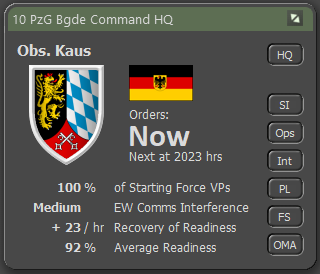 10 PzG Bgde Command HQ
Obs. Kaus
HQ
Orders:
Now
Next at 2023 hrs
100 % of Starting Force VPs
Medium EW Comms Interference
+ 23 / hr Recovery of Readiness
92 % Average Readiness
SI
Ops
Int
PL
FS
OMA